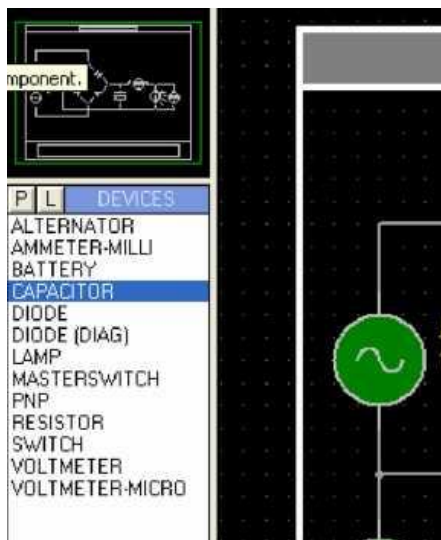 mponent.
P L DEVICES
ALTERNATOR
AMMETER-MILLI
BATTERY
CAPACITOR
DIODE
DIODE (DIAG)
LAMP
MASTERSWITCH
PNP
RESISTOR
SWITCH
VOLTMETER
VOLTMETER-MICRO